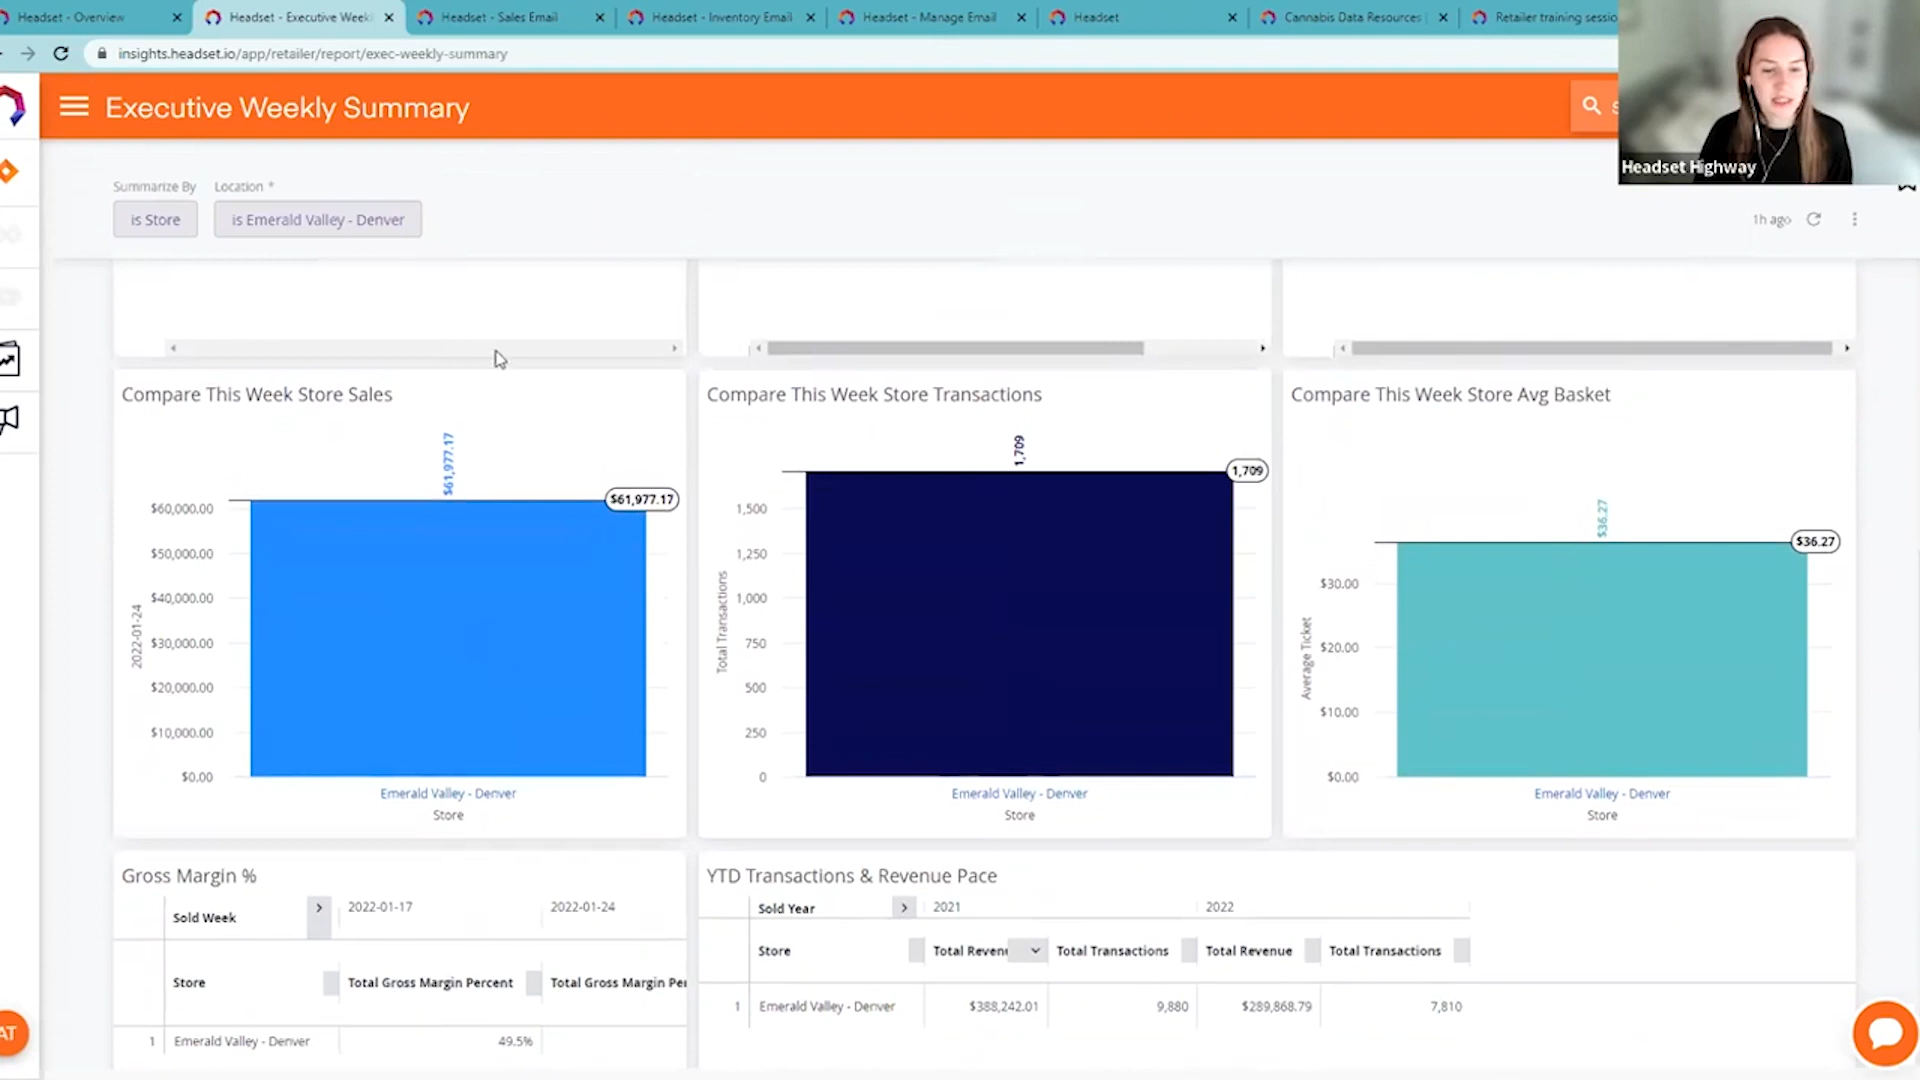 Headset - Overview
Headset - Executive Weekl
Headset - Sales Email
Headset - Inventory Email
Headset - Manage Email
Headset
Cannabis Data Resources
Retailer training sessio
insights.headset.io/app/retailer/report/exec-weekly-summary
Executive Weekly Summary
Headset Highway
Summarize By
Location *
is Store
is Emerald Valley - Denver
1h ago
Compare This Week Store Sales
$61,977.17
$61,977.17
$60,000.00
$50,000.00
$40,000.00
$30,000.00
$20,000.00
$10,000.00
$0.00
2022-01-24
Emerald Valley - Denver
Store
Compare This Week Store Transactions
1,709
1,709
1,500
1,250
1,000
750
500
250
0
Total Transactions
Emerald Valley - Denver
Store
Compare This Week Store Avg Basket
$36.27
$36.27
$30.00
$20.00
$10.00
$0.00
Average Ticket
Emerald Valley - Denver
Store
Gross Margin %
Sold Week
2022-01-17
2022-01-24
Store
Total Gross Margin Percent
Total Gross Margin Per
1
Emerald Valley - Denver
49.5%
YTD Transactions & Revenue Pace
Sold Year
2021
2022
Store
Total Revenu
Total Transactions
Total Revenue
Total Transactions
1
Emerald Valley - Denver
$388,242.01
9,880
$289,868.79
7,810
AT